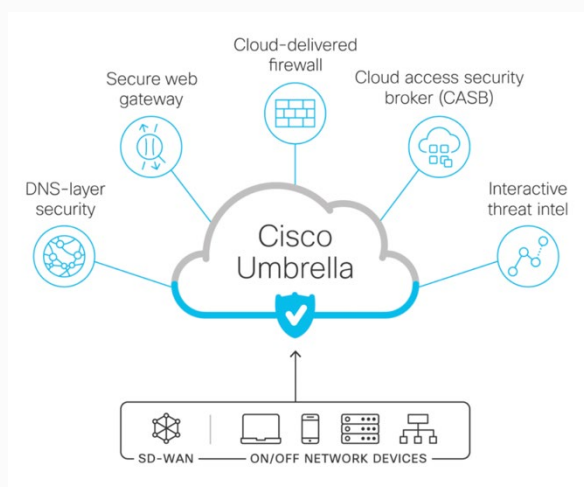 Cloud-delivered
firewall
Secure web
gateway
Cloud access security
broker (CASB)
DNS-layer
security
Interactive
threat intel
Cisco
Umbrella
SD-WAN
ON/OFF NETWORK DEVICES